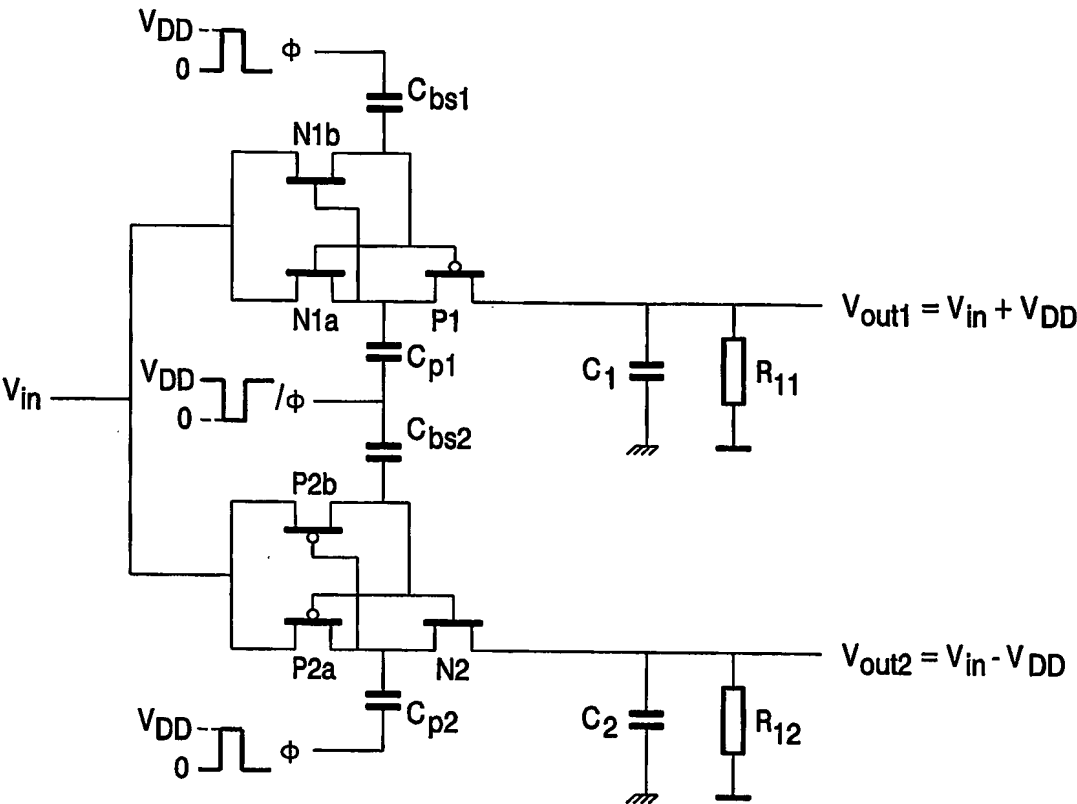 VDD
0
ϕ
Cbs1
N1b
N1a
P1
Vout1 = Vin + VDD
Cp1
C1
R11
VDD
0
/ϕ
Vin
Cbs2
P2b
P2a
N2
Vout2 = Vin - VDD
Cp2
C2
R12
VDD
0
ϕ